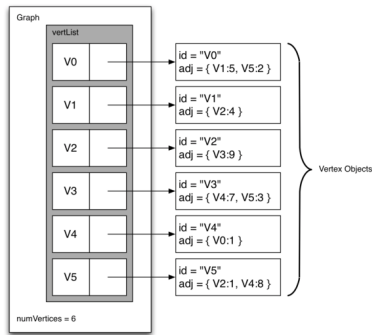 Graph
vertList
V0
id = "V0"
adj = { V1:5, V5:2 }
V1
id = "V1"
adj = { V2:4 }
V2
id = "V2"
adj = { V3:9 }
V3
id = "V3"
adj = { V4:7, V5:3 }
V4
id = "V4"
adj = { V0:1 }
V5
id = "V5"
adj = { V2:1, V4:8 }
Vertex Objects
numVertices = 6